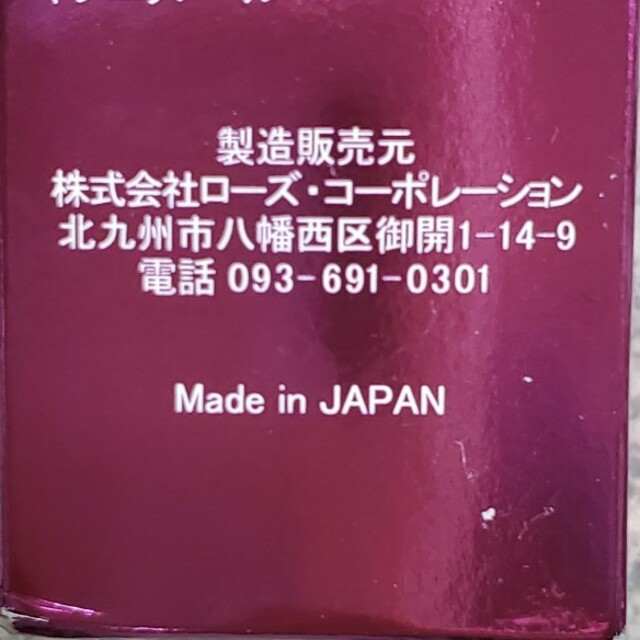 製造販売元
株式会社ローズ・コーポレーション
北九州市八幡西区御開1-14-9
電話 093-691-0301
Made in JAPAN